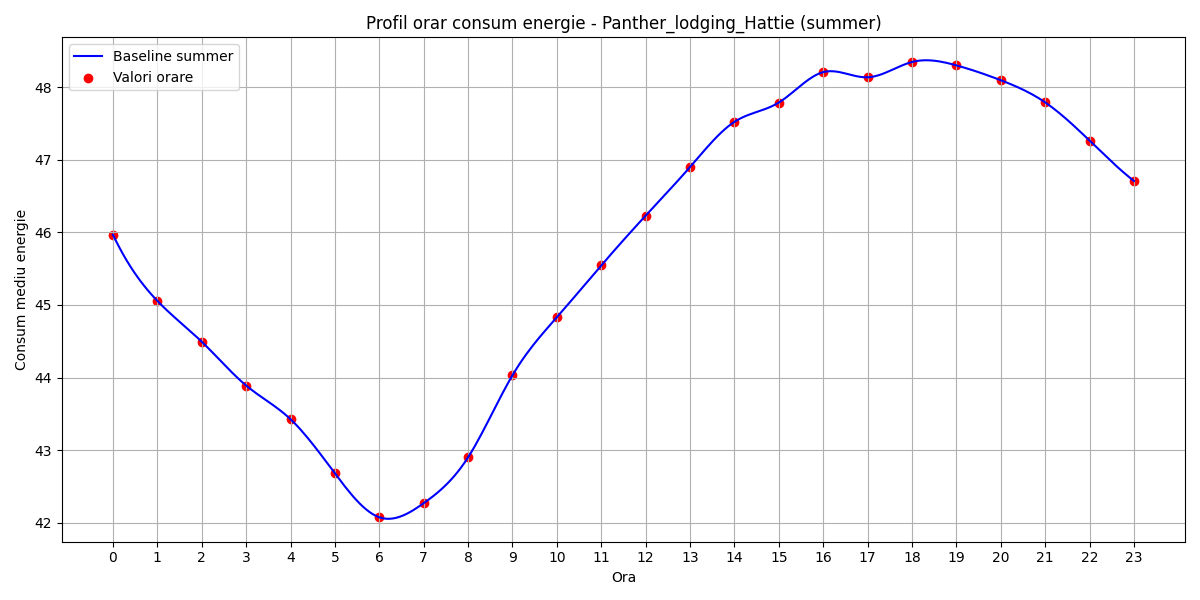 Profil orar consum energie - Panther_lodging_Hattie (summer)
Baseline summer
Valori orare
Consum mediu energie
48
47
46
45
44
43
42
0 1 2 3 4 5 6 7 8 9 10 11 12 13 14 15 16 17 18 19 20 21 22 23
Ora